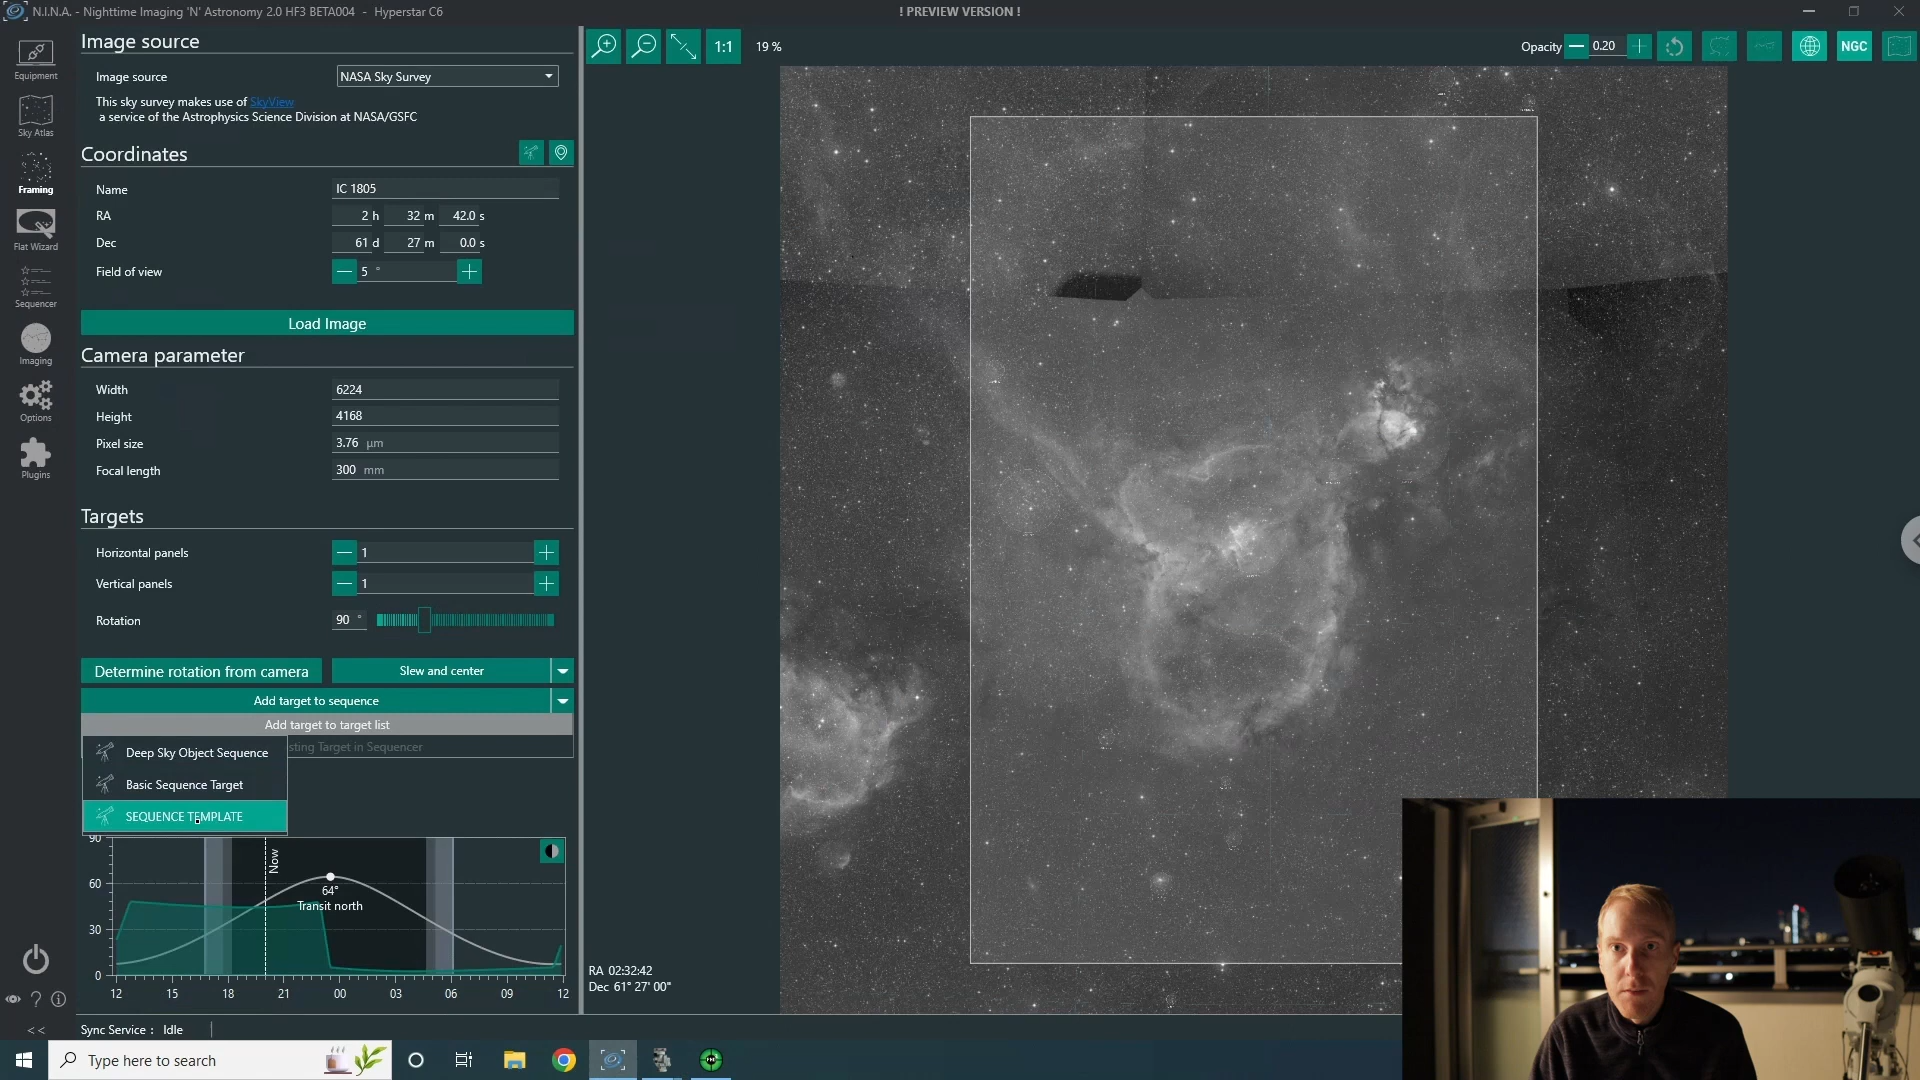 N.I.N.A. - Nighttime Imaging 'N' Astronomy 2.0 HF3 BETA004 - Hyperstar C6
! PREVIEW VERSION !
Equipment
Sky Atlas
Framing
Flat Wizard
Sequencer
Imaging
Options
Plugins
Image source
Image source
NASA Sky Survey
This sky survey makes use of SkyView
a service of the Astrophysics Science Division at NASA/GSFC
Coordinates
Name IC 1805
RA 2 h 32 m 42.0 s
Dec 61 d 27 m 0.0 s
Field of view 5 °
Load Image
Camera parameter
Width 6224
Height 4168
Pixel size 3.76 µm
Focal length 300 mm
Targets
Horizontal panels 1
Vertical panels 1
Rotation 90 °
Determine rotation from camera
Slew and center
Add target to sequence
Add target to target list
sting Target in Sequencer
Deep Sky Object Sequence
Basic Sequence Target
SEQUENCE TEMPLATE
90
60
30
0
Now
64°
Transit north
12 15 18 21 00 03 06 09 12
1:1
19 %
Opacity 0.20
NGC
RA 02:32:42
Dec 61° 27' 00"
<<
Sync Service : Idle
Type here to search